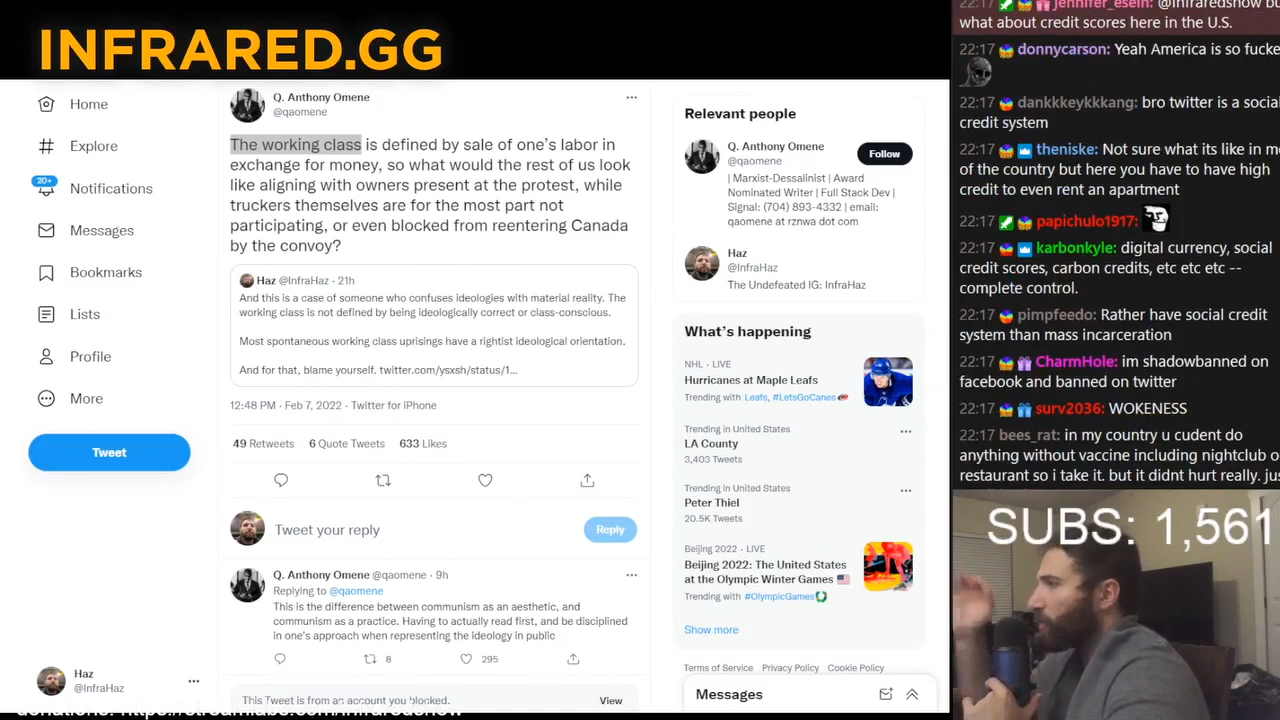 INFRARED.GG
Home
Explore
20+
Notifications
Messages
Bookmarks
Lists
Profile
More
Tweet
Haz
@InfraHaz
Q. Anthony Omene
@qaomene
The working class is defined by sale of one's labor in
exchange for money, so what would the rest of us look
like aligning with owners present at the protest, while
truckers themselves are for the most part not
participating, or even blocked from reentering Canada
by the convoy?
Haz @InfraHaz · 21h
And this is a case of someone who confuses ideologies with material reality. The
working class is not defined by being ideologically correct or class-conscious.
Most spontaneous working class uprisings have a rightist ideological orientation.
And for that, blame yourself. twitter.com/ysxsh/status/1...
12:48 PM · Feb 7, 2022 · Twitter for iPhone
49 Retweets 6 Quote Tweets 633 Likes
Tweet your reply
Reply
Q. Anthony Omene @qaomene · 9h
Replying to @qaomene
This is the difference between communism as an aesthetic, and
communism as a practice. Having to actually read first, and be disciplined
in one's approach when representing the ideology in public
8 295
This Tweet is from an account you blocked.
View
donations: https://streamlabs.com/infraredshow
Relevant people
Q. Anthony Omene
@qaomene
Follow
| Marxist-Dessalinist | Award
Nominated Writer | Full Stack Dev |
Signal: (704) 893-4332 | email:
qaomene at rznwa dot com
Haz
@InfraHaz
The Undefeated IG: InfraHaz
What's happening
NHL · LIVE
Hurricanes at Maple Leafs
Trending with Leafs, #LetsGoCanes
Trending in United States
LA County
3,403 Tweets
Trending in United States
Peter Thiel
20.5K Tweets
Beijing 2022 · LIVE
Beijing 2022: The United States
at the Olympic Winter Games
Trending with #OlympicGames
Show more
Terms of Service Privacy Policy Cookie Policy
Messages
22:17 jennifer_esein: @infraredshow bu
what about credit scores here in the U.S.
22:17 donnycarson: Yeah America is so fucke
22:17 dankkkeykkkang: bro twitter is a social
credit system
22:17 theniske: Not sure what its like in mo
of the country but here you have to have high
credit to even rent an apartment
22:17 papichulo1917:
22:17 karbonkyle: digital currency, social
credit scores, carbon credits, etc etc etc --
complete control.
22:17 pimpfeedo: Rather have social credit
system than mass incarceration
22:17 CharmHole: im shadowbanned on
facebook and banned on twitter
22:17 surv2036: WOKENESS
22:17 bees_rat: in my country u cudent do
anything without vaccine including nightclub o
restaurant so i take it. but it didnt hurt really. jus
SUBS: 1,561